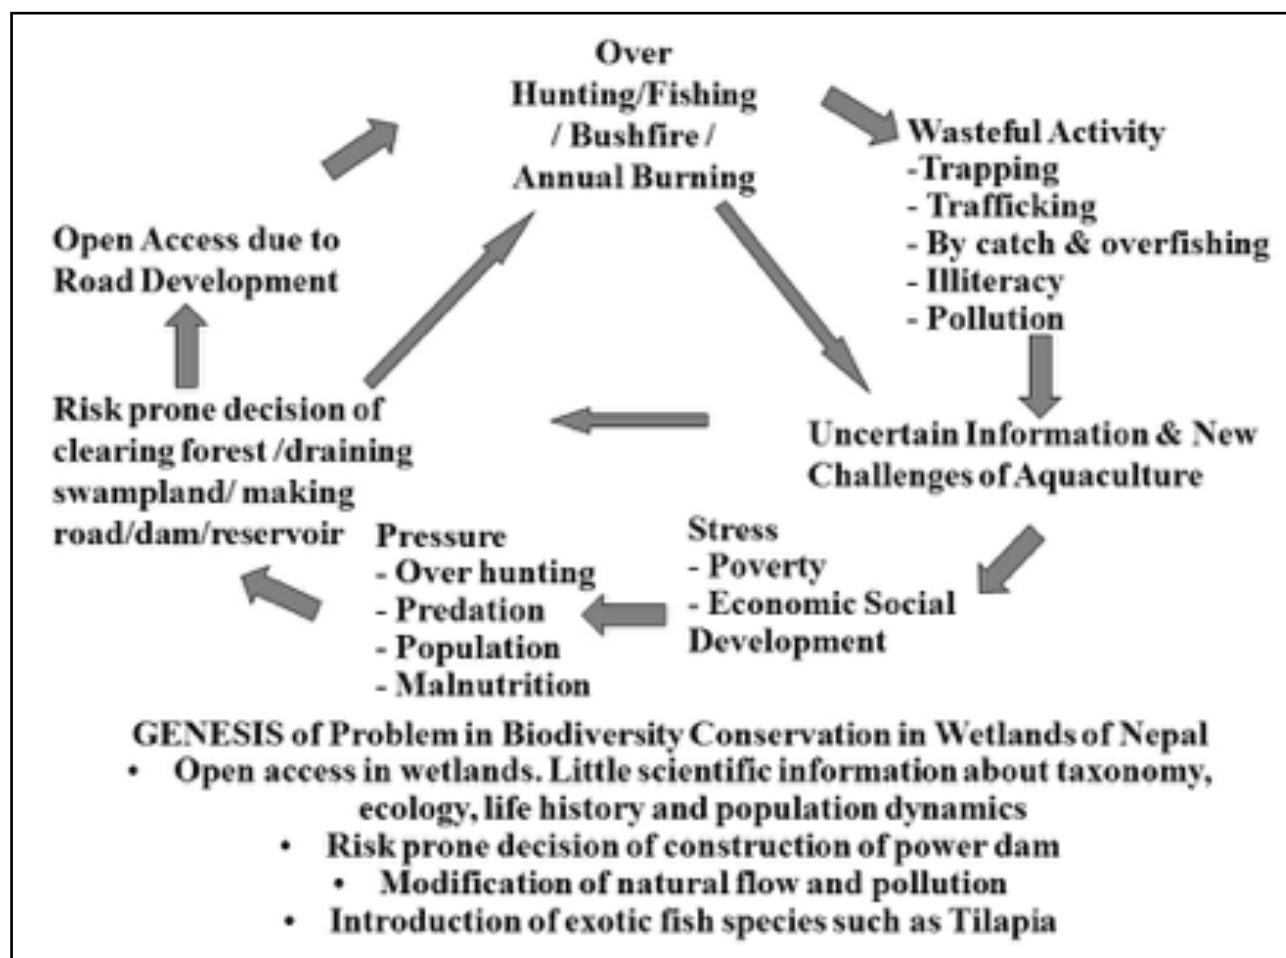 Over
Hunting/Fishing
/ Bushfire /
Annual Burning
Wasteful Activity
-Trapping
- Trafficking
- By catch & overfishing
- Illiteracy
- Pollution
Open Access due to
Road Development
Risk prone decision of
clearing forest /draining
swampland/ making
road/dam/reservoir
Uncertain Information & New
Challenges of Aquaculture
Stress
- Poverty
- Economic Social
Development
Pressure
- Over hunting
- Predation
- Population
- Malnutrition
GENESIS of Problem in Biodiversity Conservation in Wetlands of Nepal
• Open access in wetlands. Little scientific information about taxonomy,
ecology, life history and population dynamics
• Risk prone decision of construction of power dam
• Modification of natural flow and pollution
• Introduction of exotic fish species such as Tilapia